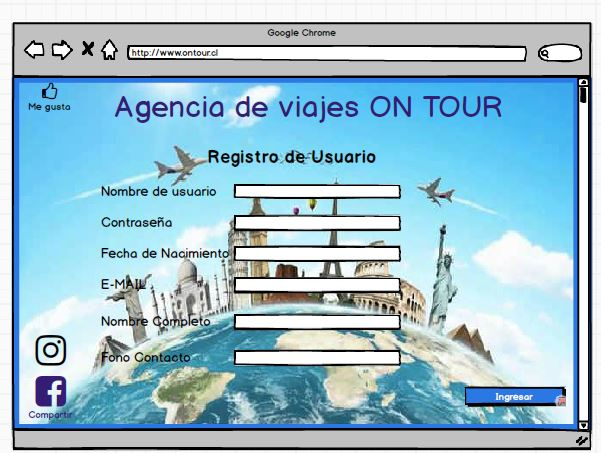 Google Chrome
http://www.ontour.cl
Me gusta
Agencia de viajes ON TOUR
Registro de Usuario
Nombre de usuario
Contraseña
Fecha de Nacimiento
E-MAIL
Nombre Completo
Fono Contacto
Ingresar
Compartir